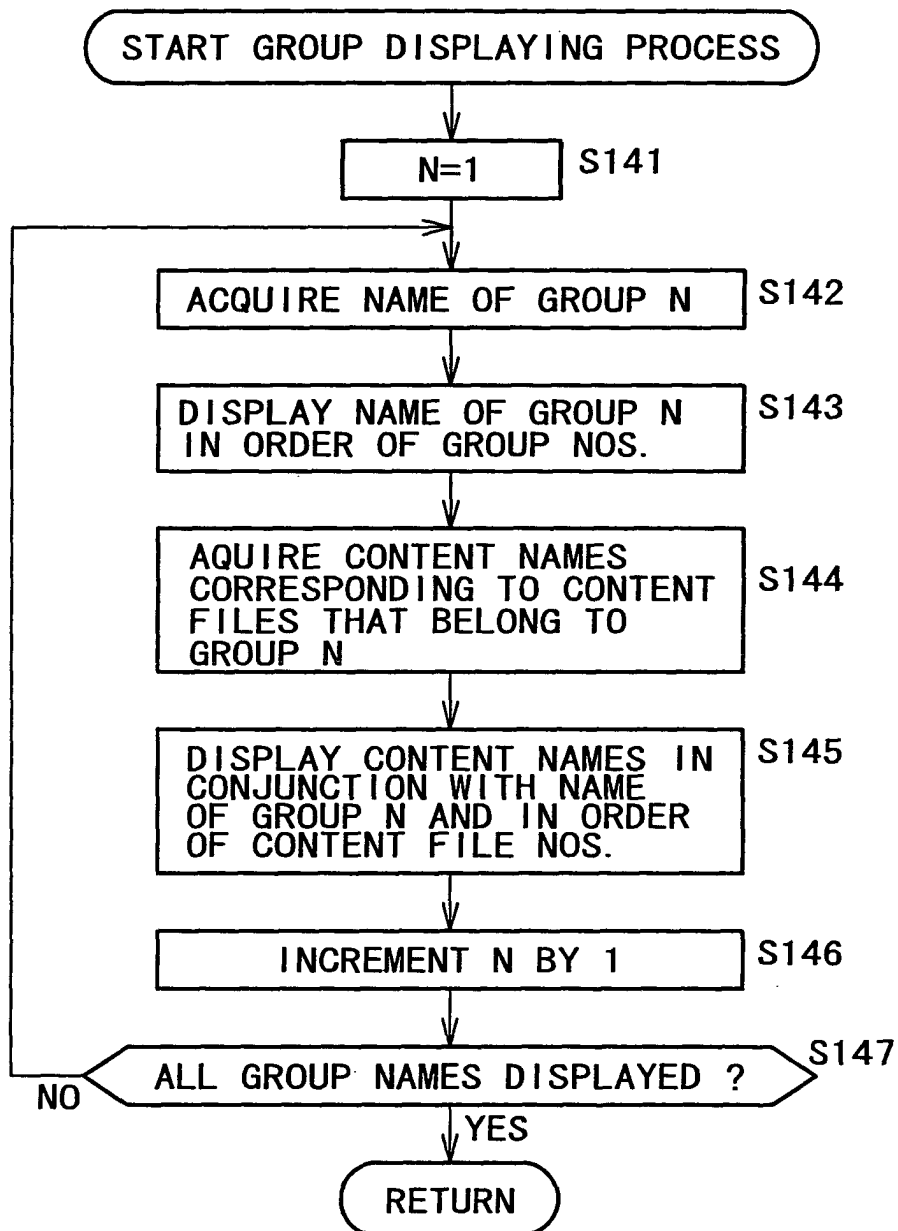 START GROUP DISPLAYING PROCESS
N=1
S141
ACQUIRE NAME OF GROUP N
S142
DISPLAY NAME OF GROUP N
IN ORDER OF GROUP NOS.
S143
AQUIRE CONTENT NAMES
CORRESPONDING TO CONTENT
FILES THAT BELONG TO
GROUP N
S144
DISPLAY CONTENT NAMES IN
CONJUNCTION WITH NAME
OF GROUP N AND IN ORDER
OF CONTENT FILE NOS.
S145
INCREMENT N BY 1
S146
ALL GROUP NAMES DISPLAYED ?
S147
NO
YES
RETURN